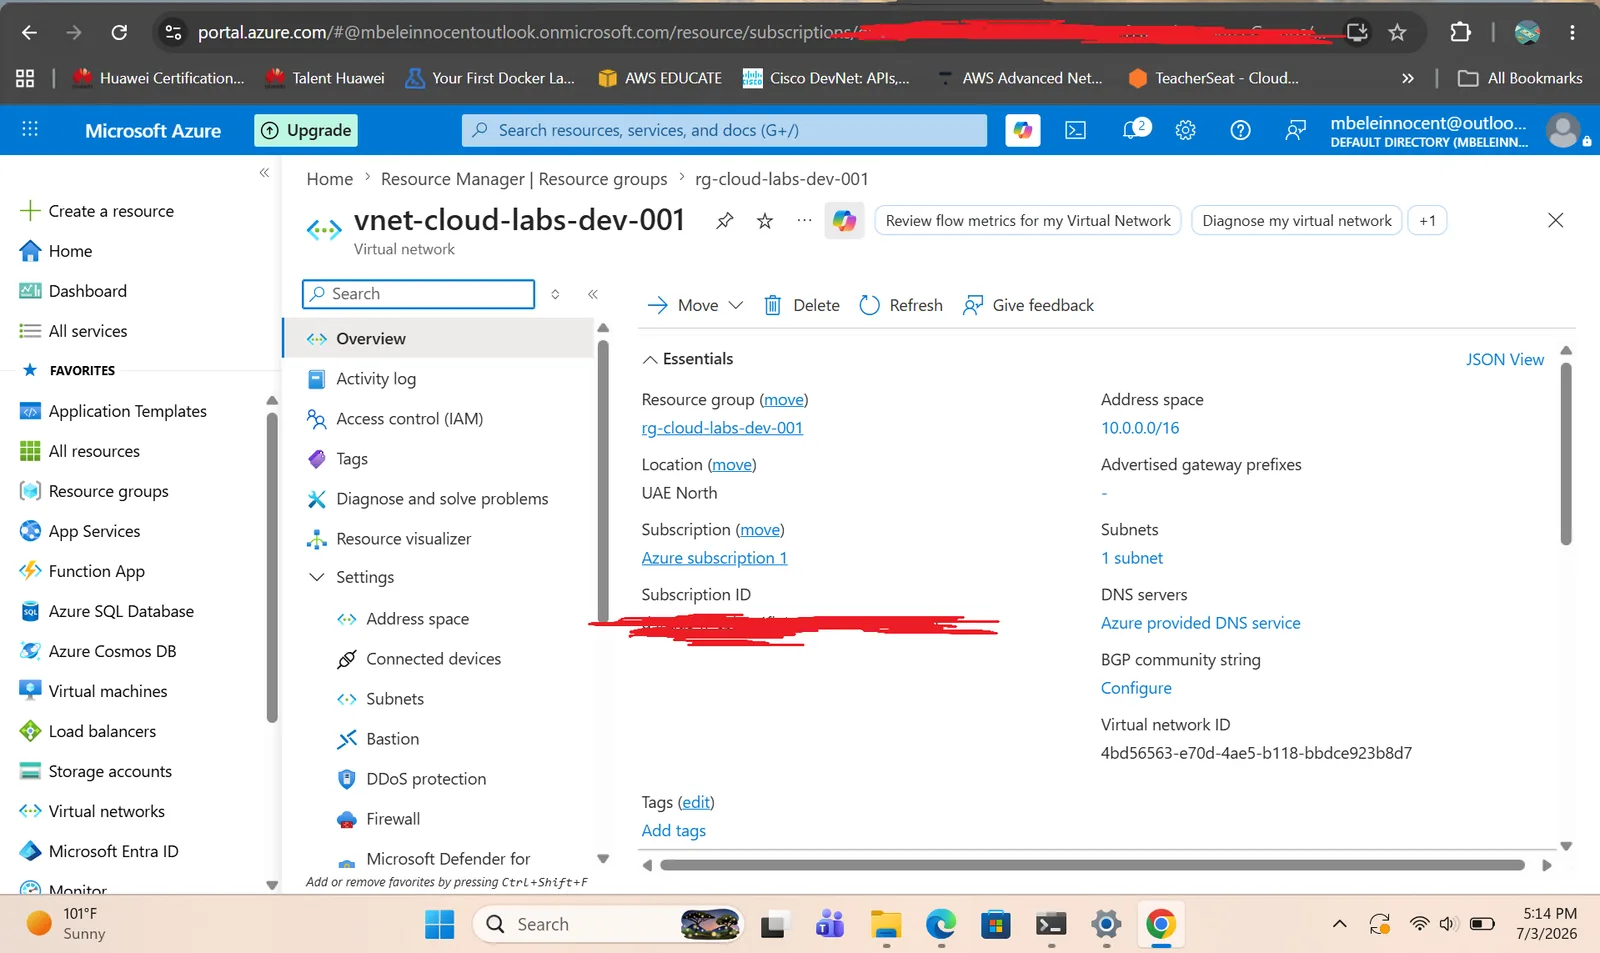 portal.azure.com/#@mbeleinnocentoutlook.onmicrosoft.com/resource/subscriptions/
Huawei Certification...
Talent Huawei
Your First Docker La...
AWS EDUCATE
Cisco DevNet: APIs,...
AWS Advanced Net...
TeacherSeat - Cloud...
»
All Bookmarks
Microsoft Azure
Upgrade
Search resources, services, and docs (G+/)
2
mbeleinnocent@outloo...
DEFAULT DIRECTORY (MBELEINN...
Create a resource
Home
Dashboard
All services
FAVORITES
Application Templates
All resources
Resource groups
App Services
Function App
Azure SQL Database
Azure Cosmos DB
Virtual machines
Load balancers
Storage accounts
Virtual networks
Microsoft Entra ID
Monitor
Home > Resource Manager | Resource groups > rg-cloud-labs-dev-001
vnet-cloud-labs-dev-001
Virtual network
Review flow metrics for my Virtual Network
Diagnose my virtual network
+1
Search
Overview
Activity log
Access control (IAM)
Tags
Diagnose and solve problems
Resource visualizer
Settings
Address space
Connected devices
Subnets
Bastion
DDoS protection
Firewall
Microsoft Defender for
Add or remove favorites by pressing Ctrl+Shift+F
Move
Delete
Refresh
Give feedback
Essentials
JSON View
Resource group (move)
rg-cloud-labs-dev-001
Location (move)
UAE North
Subscription (move)
Azure subscription 1
Subscription ID
Address space
10.0.0.0/16
Advertised gateway prefixes
-
Subnets
1 subnet
DNS servers
Azure provided DNS service
BGP community string
Configure
Virtual network ID
4bd56563-e70d-4ae5-b118-bbdce923b8d7
Tags (edit)
Add tags
101°F
Sunny
Search
5:14 PM
7/3/2026